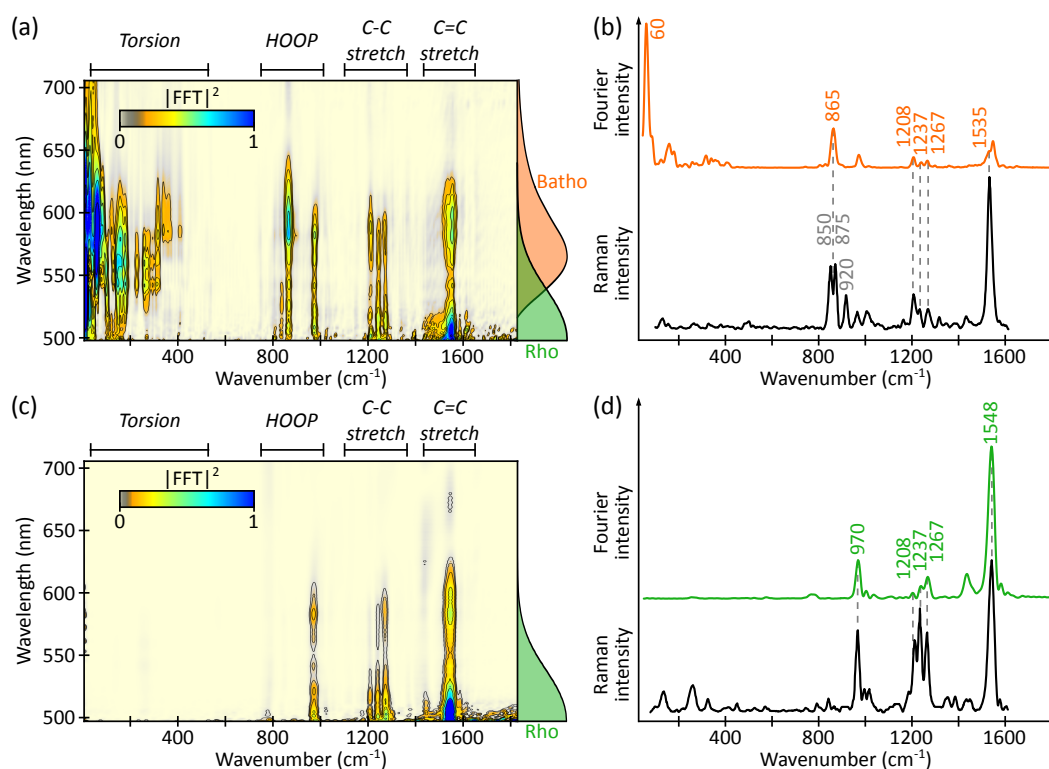 (a)
Torsion
HOOP
C-C
stretch
C=C
stretch
|FFT|²
0
1
Wavelength (nm)
700
650
600
550
500
Batho
Rho
400
800
1200
1600
Wavenumber (cm⁻¹)
(b)
60
865
1208
1237
1267
1535
850
875
920
Fourier
intensity
Raman
intensity
400
800
1200
1600
Wavenumber (cm⁻¹)
(c)
Torsion
HOOP
C-C
stretch
C=C
stretch
|FFT|²
0
1
Wavelength (nm)
700
650
600
550
500
Rho
400
800
1200
1600
Wavenumber (cm⁻¹)
(d)
970
1208
1237
1267
1548
Fourier
intensity
Raman
intensity
400
800
1200
1600
Wavenumber (cm⁻¹)